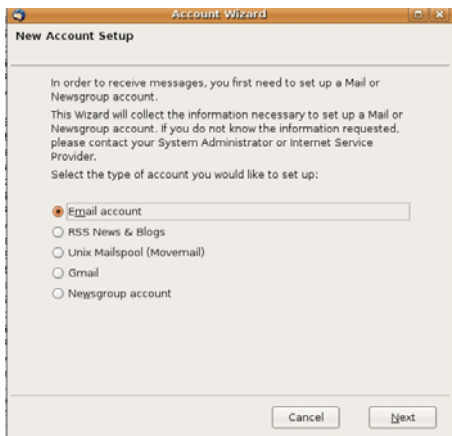 Account Wizard
New Account Setup
In order to receive messages, you first need to set up a Mail or
Newsgroup account.
This Wizard will collect the information necessary to set up a Mail or
Newsgroup account. If you do not know the information requested,
please contact your System Administrator or Internet Service
Provider.
Select the type of account you would like to set up:
Email account
RSS News & Blogs
Unix Mailspool (Movemail)
Gmail
Newsgroup account
Cancel
Next